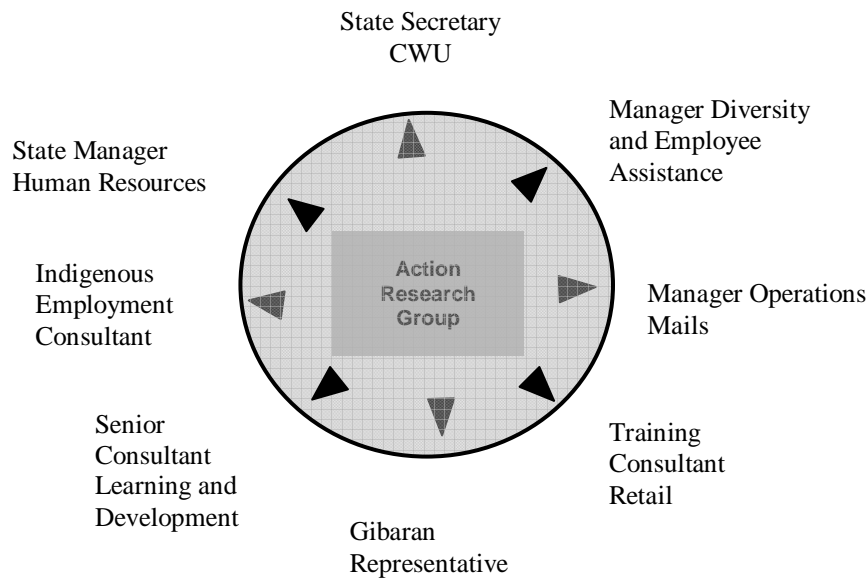 State Secretary
CWU
Manager Diversity
and Employee
Assistance
State Manager
Human Resources
Action
Research
Group
Indigenous
Employment
Consultant
Manager Operations
Mails
Senior
Consultant
Learning and
Development
Training
Consultant
Retail
Gibaran
Representative